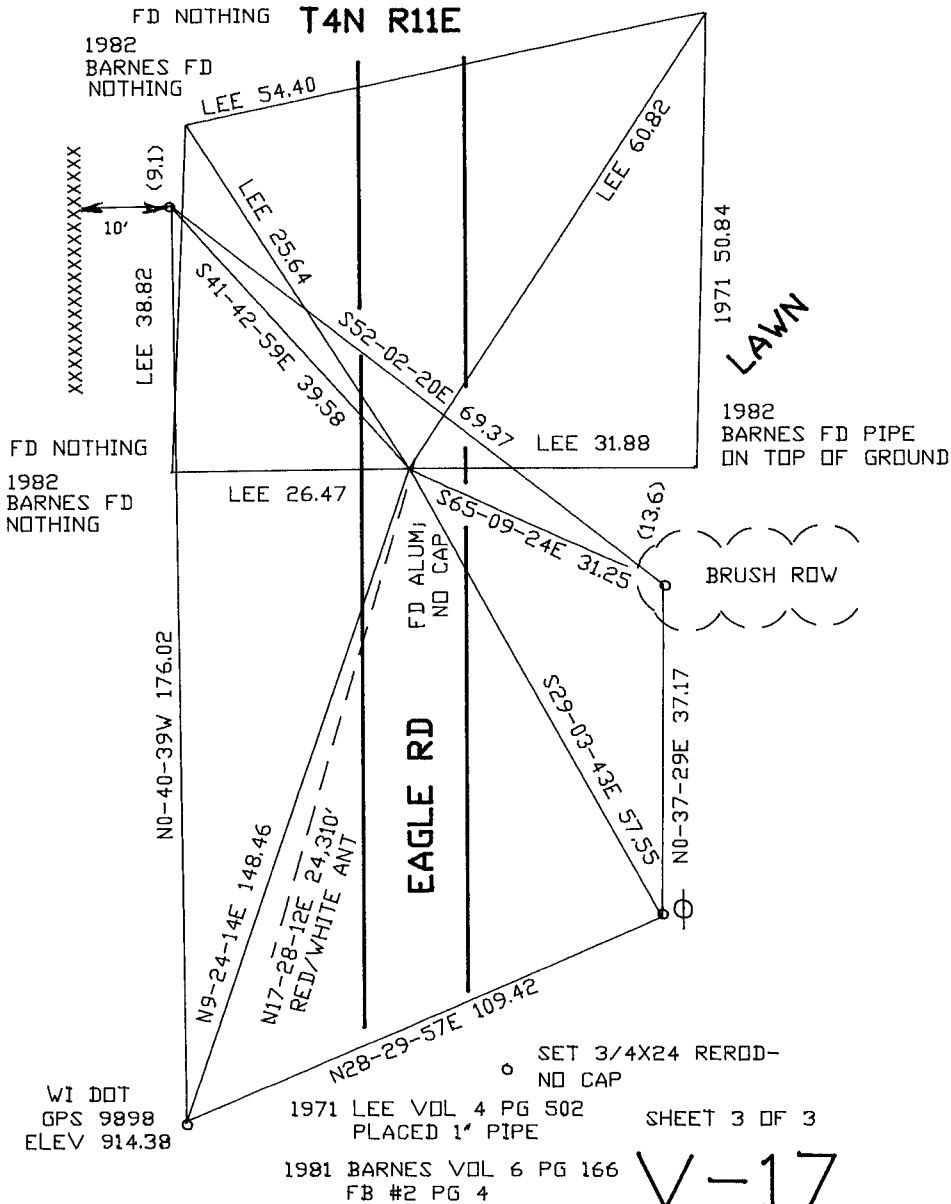 FD NOTHING
T4N R11E
1982
BARNES FD
NOTHING
LEE 54.40
(9.1)
XXXXXXXXXXXXXXXXXXXXX
10'
LEE 25.64
LEE 60.82
LEE 38.82
S41-42-59E 39.58
S52-02-20E 69.37
1971 50.84
LAWN
FD NOTHING
1982
BARNES FD
NOTHING
LEE 26.47
LEE 31.88
1982
BARNES FD PIPE
ON TOP OF GROUND
S65-09-24E 31.25
(13.6)
FD ALUM;
NO CAP
BRUSH ROW
N0-40-39W 176.02
N9-24-14E 148.46
N17-28-12E 24,310'
RED/WHITE ANT
EAGLE RD
S29-03-43E 57.55
N0-37-29E 37.17
N28-29-57E 109.42
SET 3/4X24 REROD-
NO CAP
WI DOT
GPS 9898
ELEV 914.38
1971 LEE VOL 4 PG 502
PLACED 1" PIPE
SHEET 3 OF 3
1981 BARNES VOL 6 PG 166
FB #2 PG 4
V-17